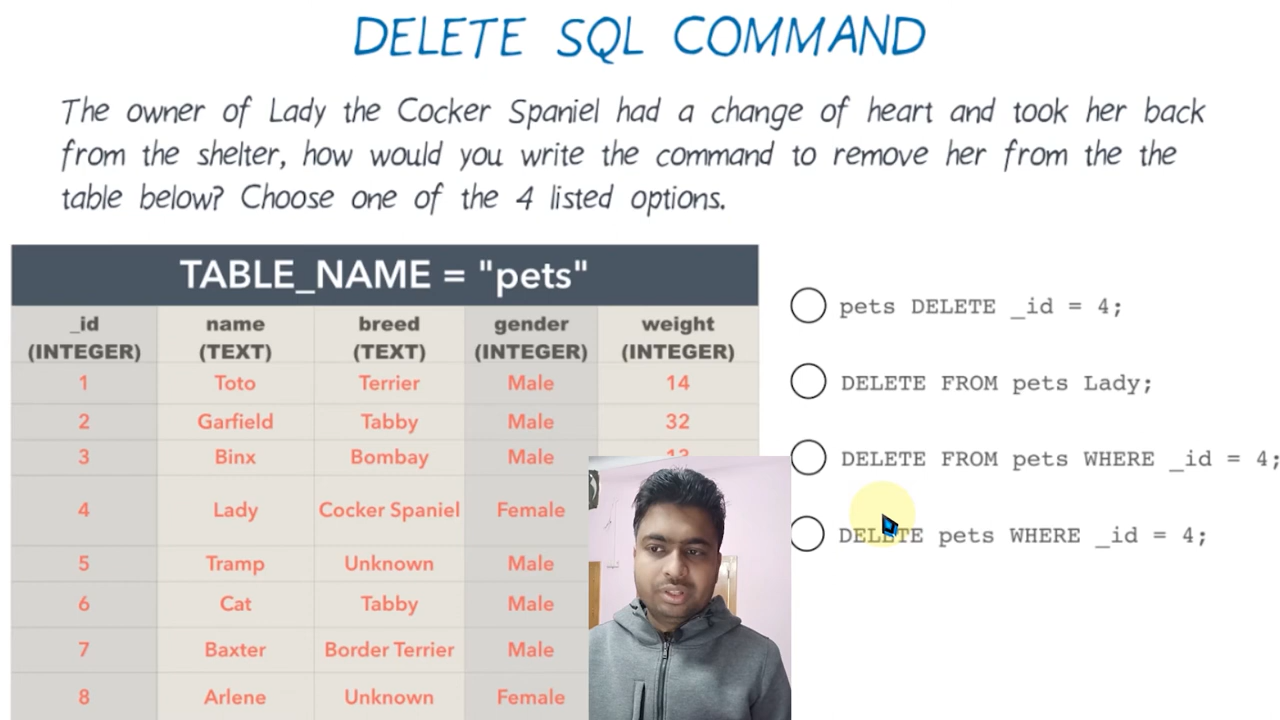 DELETE SQL COMMAND
The owner of Lady the Cocker Spaniel had a change of heart and took her back
from the shelter, how would you write the command to remove her from the the
table below? Choose one of the 4 listed options.
TABLE_NAME = "pets"
_id name breed gender weight
(INTEGER) (TEXT) (TEXT) (INTEGER) (INTEGER)
1 Toto Terrier Male 14
2 Garfield Tabby Male 32
3 Binx Bombay Male
4 Lady Cocker Spaniel Female
5 Tramp Unknown Male
6 Cat Tabby Male
7 Baxter Border Terrier Male
8 Arlene Unknown Female
pets DELETE _id = 4;
DELETE FROM pets Lady;
DELETE FROM pets WHERE _id = 4;
DELETE pets WHERE _id = 4;